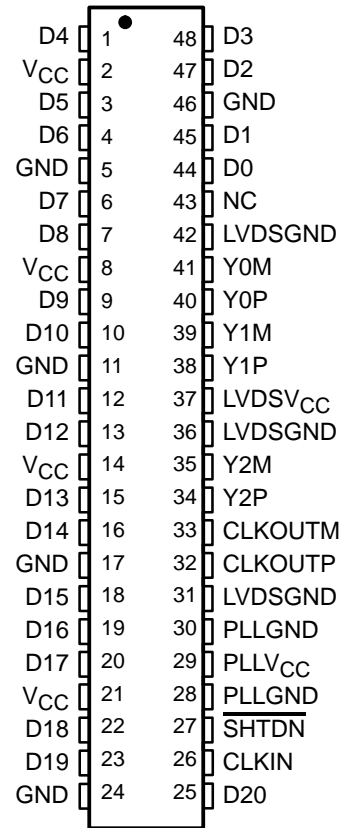 D4 1 48 D3
VCC 2 47 D2
D5 3 46 GND
D6 4 45 D1
GND 5 44 D0
D7 6 43 NC
D8 7 42 LVDSGND
VCC 8 41 Y0M
D9 9 40 Y0P
D10 10 39 Y1M
GND 11 38 Y1P
D11 12 37 LVDSVCC
D12 13 36 LVDSGND
VCC 14 35 Y2M
D13 15 34 Y2P
D14 16 33 CLKOUTM
GND 17 32 CLKOUTP
D15 18 31 LVDSGND
D16 19 30 PLLGND
D17 20 29 PLLVCC
VCC 21 28 PLLGND
D18 22 27 SHTDN
D19 23 26 CLKIN
GND 24 25 D20